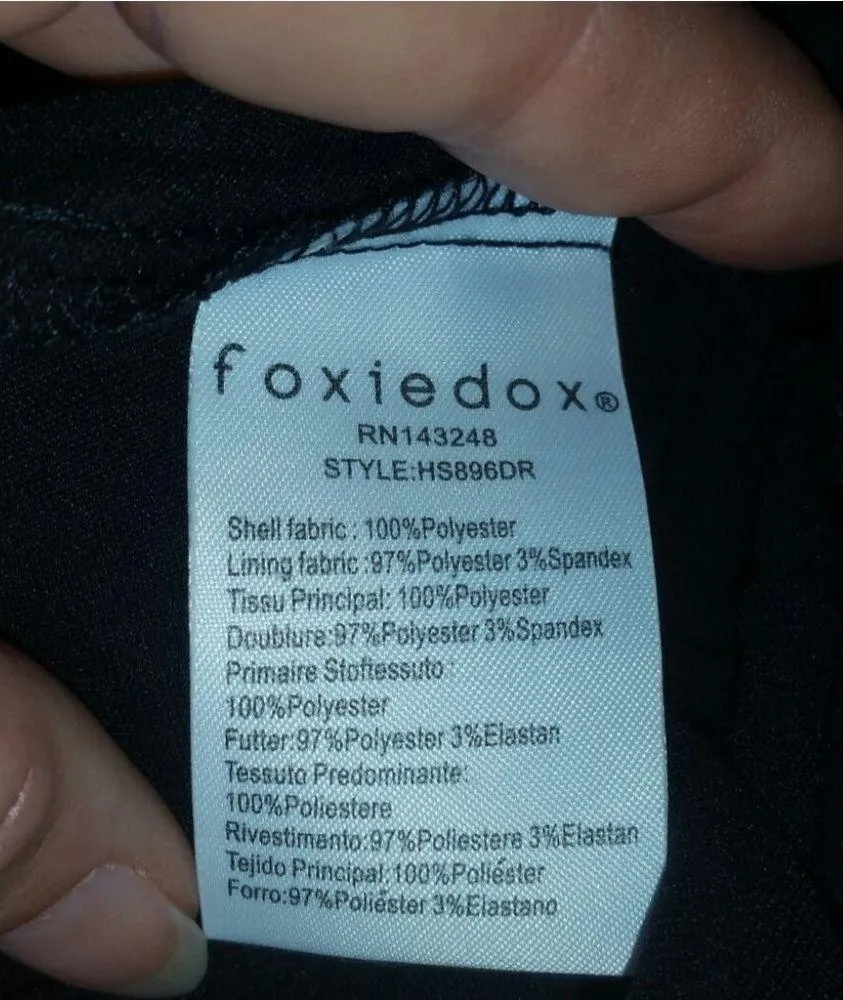 foxiedox®
RN143248
STYLE:HS896DR
Shell fabric : 100%Polyester
Lining fabric :97%Polyester 3%Spandex
Tissu Principal: 100%Polyester
Doublure:97%Polyester 3%Spandex
Primaire Stoftessuto :
100%Polyester
Futter:97%Polyester 3%Elastan
Tessuto Predominante:
100%Poliestere
Rivestimento:97%Poliestere 3%Elastan
Tejido Principal:100%Poliéster
Forro:97%Poliéster 3%Elastano